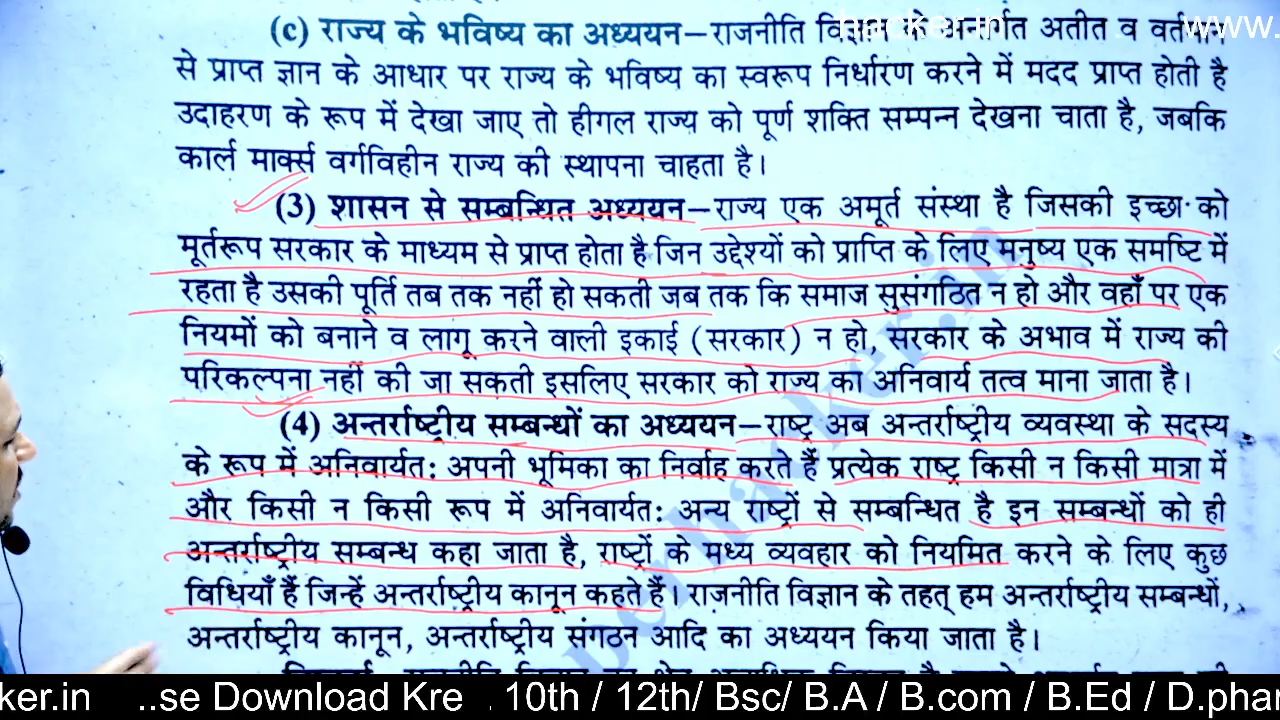 hacker.in www.
(c) राज्य के भविष्य का अध्ययन–राजनीति विज्ञान के अन्तर्गत अतीत व वर्तमान
से प्राप्त ज्ञान के आधार पर राज्य के भविष्य का स्वरूप निर्धारण करने में मदद प्राप्त होती है
उदाहरण के रूप में देखा जाए तो हीगल राज्य को पूर्ण शक्ति सम्पन्न देखना चाता है, जबकि
कार्ल मार्क्स वर्गविहीन राज्य की स्थापना चाहता है।
(3) शासन से सम्बन्धित अध्ययन–राज्य एक अमूर्त संस्था है जिसकी इच्छा को
मूर्तरूप सरकार के माध्यम से प्राप्त होता है जिन उद्देश्यों को प्राप्ति के लिए मनुष्य एक समष्टि में
रहता है उसकी पूर्ति तब तक नहीं हो सकती जब तक कि समाज सुसंगठित न हो और वहाँ पर एक
नियमों को बनाने व लागू करने वाली इकाई (सरकार) न हो, सरकार के अभाव में राज्य की
परिकल्पना नहीं की जा सकती इसलिए सरकार को राज्य का अनिवार्य तत्व माना जाता है।
(4) अन्तर्राष्ट्रीय सम्बन्धों का अध्ययन–राष्ट्र अब अन्तर्राष्ट्रीय व्यवस्था के सदस्य
के रूप में अनिवार्यत: अपनी भूमिका का निर्वाह करते हैं प्रत्येक राष्ट्र किसी न किसी मात्रा में
और किसी न किसी रूप में अनिवार्यत: अन्य राष्ट्रों से सम्बन्धित है इन सम्बन्धों को ही
अन्तर्राष्ट्रीय सम्बन्ध कहा जाता है, राष्ट्रों के मध्य व्यवहार को नियमित करने के लिए कुछ
विधियाँ हैं जिन्हें अन्तर्राष्ट्रीय कानून कहते हैं। राजनीति विज्ञान के तहत् हम अन्तर्राष्ट्रीय सम्बन्धों,
अन्तर्राष्ट्रीय कानून, अन्तर्राष्ट्रीय संगठन आदि का अध्ययन किया जाता है।
ker.in ..se Download Kre . 10th / 12th/ Bsc/ B.A / B.com / B.Ed / D.phar